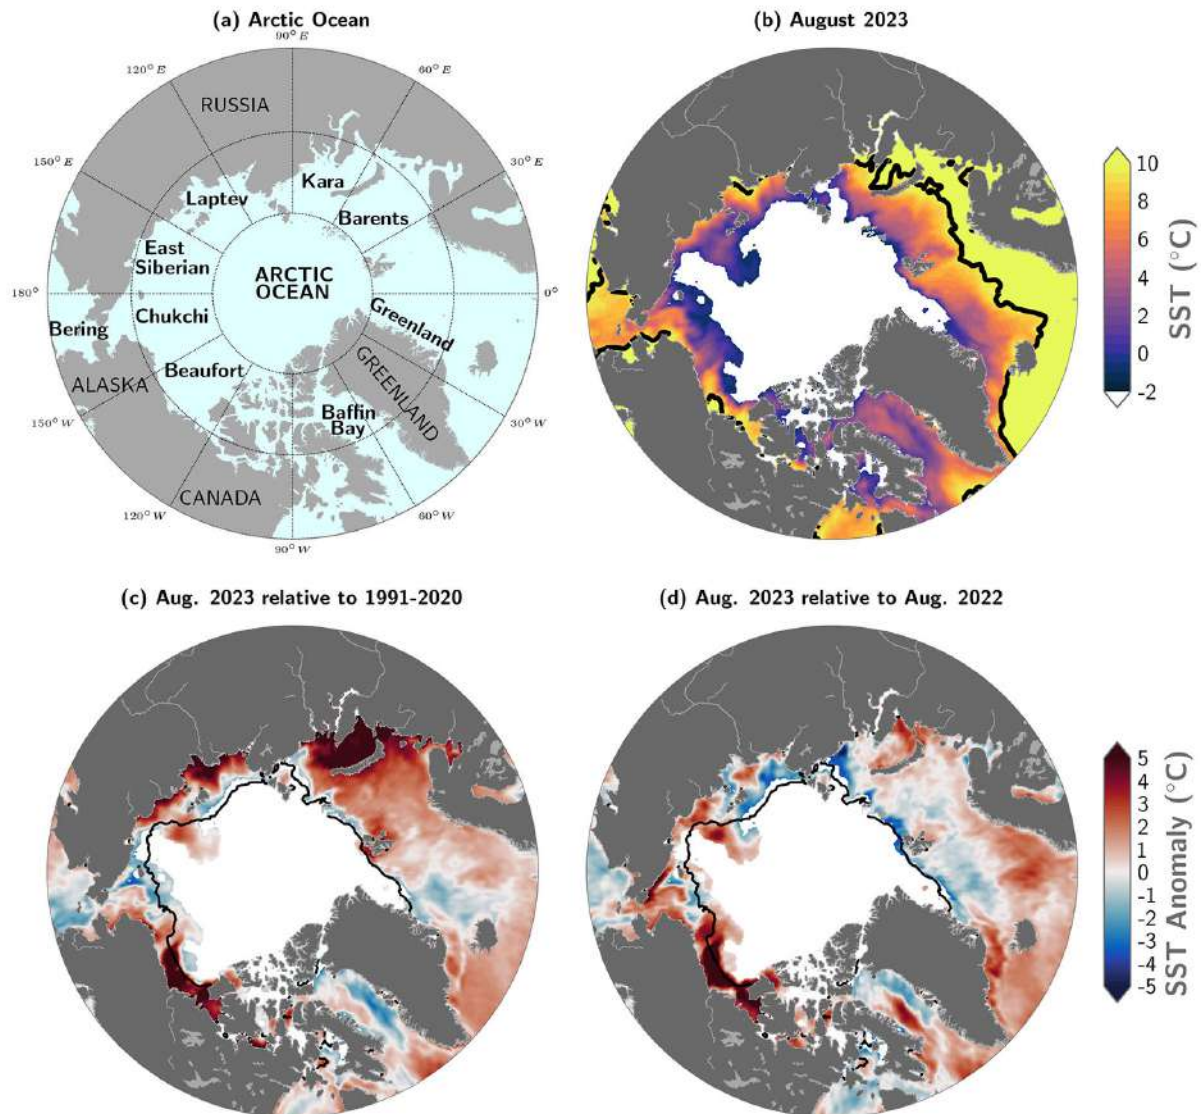 (a) Arctic Ocean
90°E
120°E
60°E
RUSSIA
150°E
30°E
Kara
Laptev
Barents
East
Siberian
ARCTIC
OCEAN
180°
0°
Chukchi
Greenland
Bering
Beaufort
ALASKA
GREENLAND
Baffin
Bay
150°W
30°W
CANADA
120°W
60°W
90°W
(b) August 2023
10
8
6
4
2
0
-2
SST (°C)
(c) Aug. 2023 relative to 1991-2020
(d) Aug. 2023 relative to Aug. 2022
5
4
3
2
1
0
-1
-2
-3
-4
-5
SST Anomaly (°C)